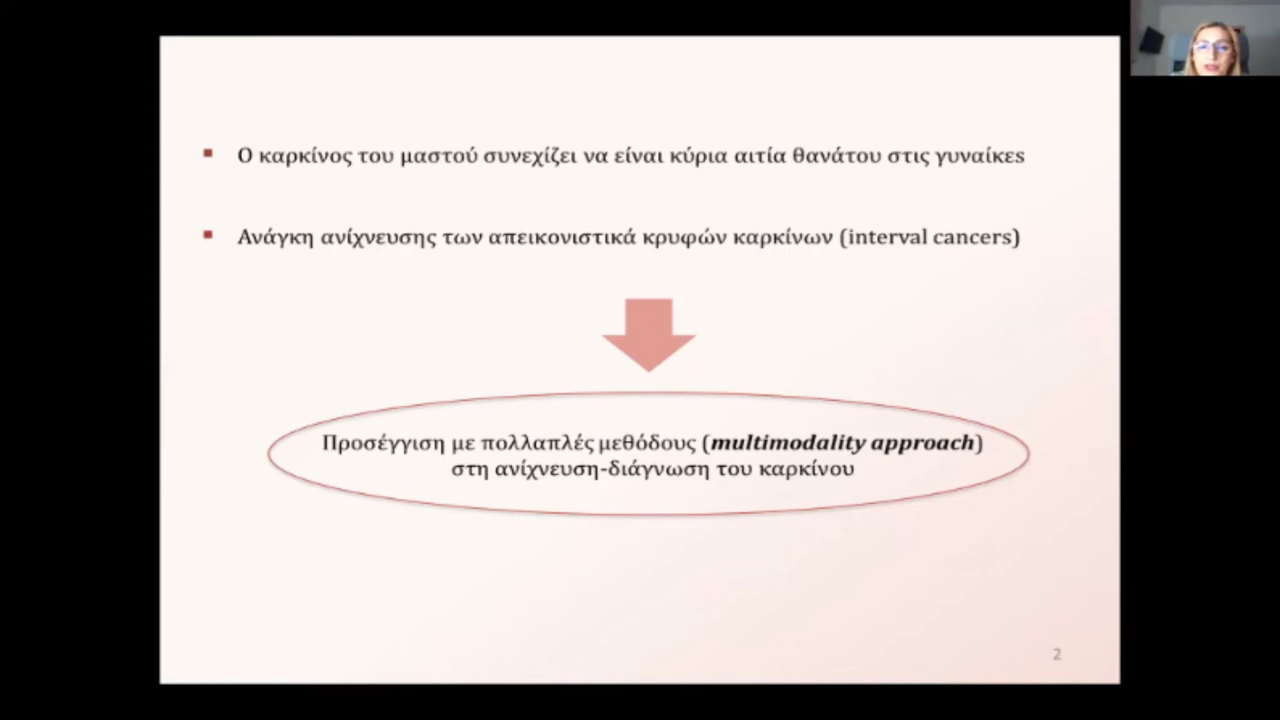 Ο καρκίνος του μαστού συνεχίζει να είναι κύρια αιτία θανάτου στις γυναίκες
Ανάγκη ανίχνευσης των απεικονιστικά κρυφών καρκίνων (interval cancers)
Προσέγγιση με πολλαπλές μεθόδους (multimodality approach)
στη ανίχνευση-διάγνωση του καρκίνου
2